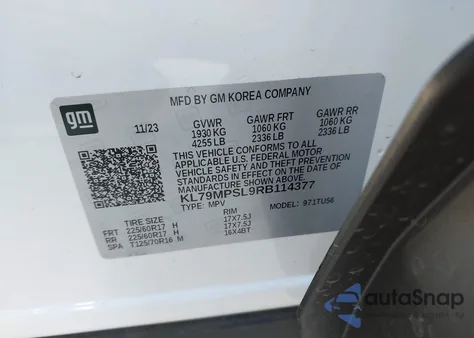 MFD BY GM KOREA COMPANY
gm
11/23 GVWR GAWR FRT GAWR RR
1930 KG 1060 KG 1060 KG
4255 LB 2336 LB 2336 LB
THIS VEHICLE CONFORMS TO ALL
APPLICABLE U.S. FEDERAL MOTOR
VEHICLE SAFETY AND THEFT PREVENTION
STANDARDS IN EFFECT ON THE DATE OF
MANUFACTURE SHOWN ABOVE.
KL79MPSL9RB114377
TYPE: MPV MODEL: 9713U56
TIRE SIZE RIM
FRT 225/60R17 H 17X7.5J
RR 225/60R17 H 17X7.5J
SPA T125/70R16 M 16X4BT
autoSnap